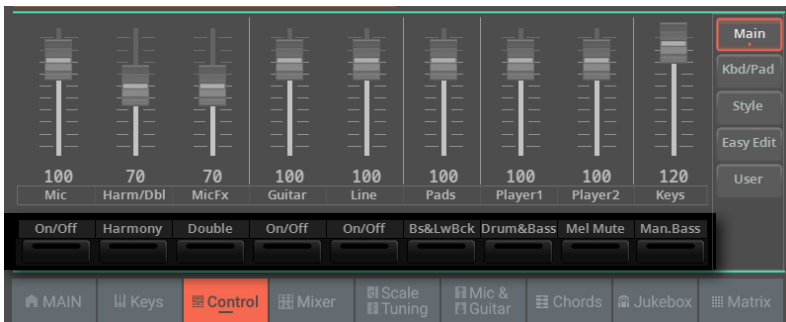 Main
Kbd/Pad
Style
Easy Edit
User
100 70 70 100 100 100 100 100 120
Mic Harm/Dbl MicFx Guitar Line Pads Player1 Player2 Keys
On/Off Harmony Double On/Off On/Off Bs&LwBck Drum&Bass Mel Mute Man.Bass
MAIN Keys Control Mixer Scale Tuning Mic & Guitar Chords Jukebox Matrix